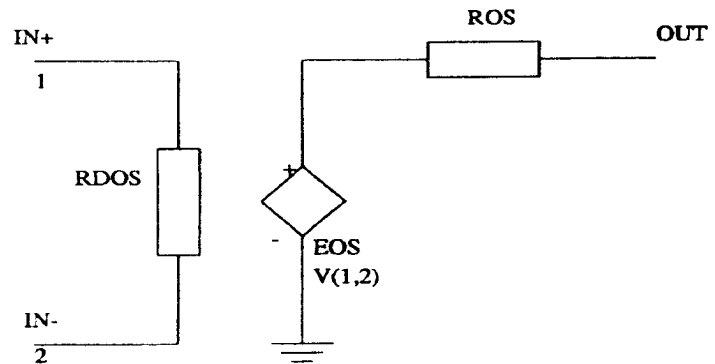 ROS
OUT
IN+
1
RDOS
+
-
EOS
V(1,2)
IN-
2